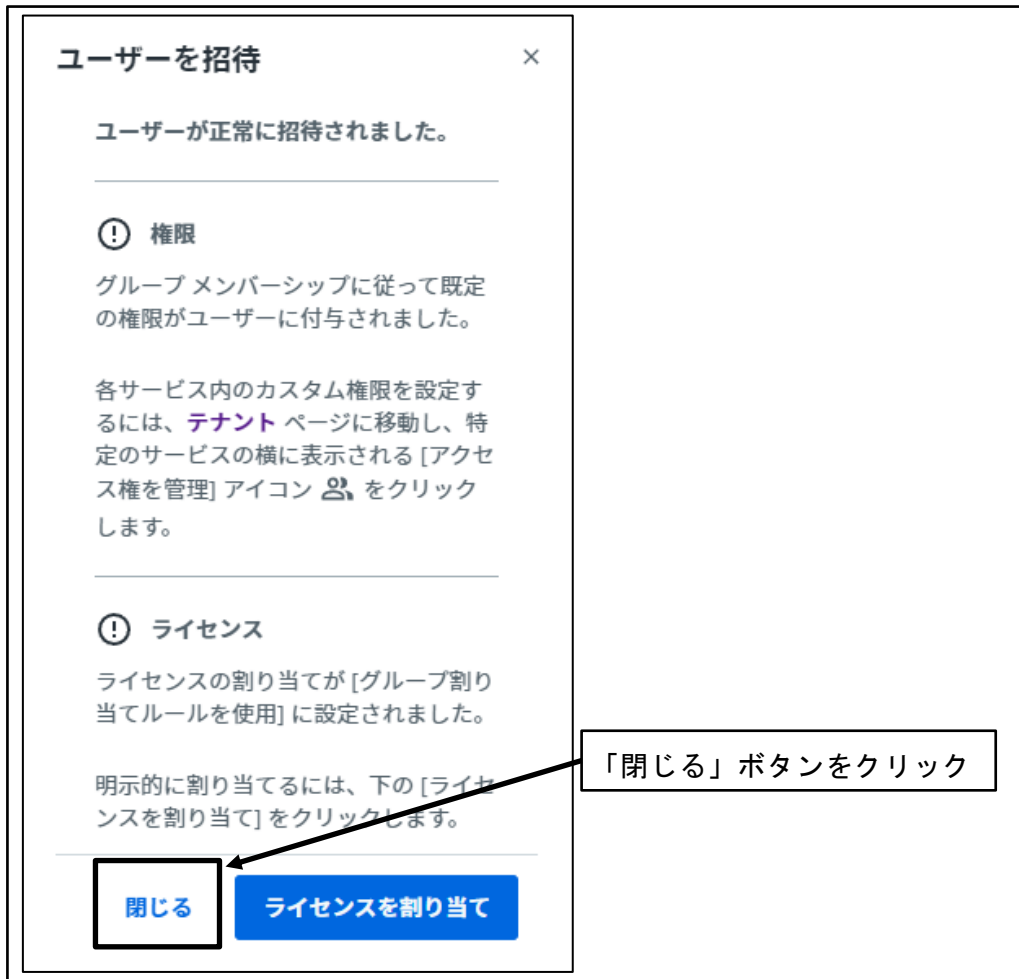 ユーザーを招待
ユーザーが正常に招待されました。
権限
グループ メンバーシップに従って既定
の権限がユーザーに付与されました。
各サービス内のカスタム権限を設定す
るには、テナント ページに移動し、特
定のサービスの横に表示される [アクセ
ス権を管理] アイコン をクリック
します。
ライセンス
ライセンスの割り当てが [グループ割り
当てルールを使用] に設定されました。
明示的に割り当てるには、下の [ライセ
ンスを割り当て] をクリックします。
「閉じる」ボタンをクリック
閉じる
ライセンスを割り当て